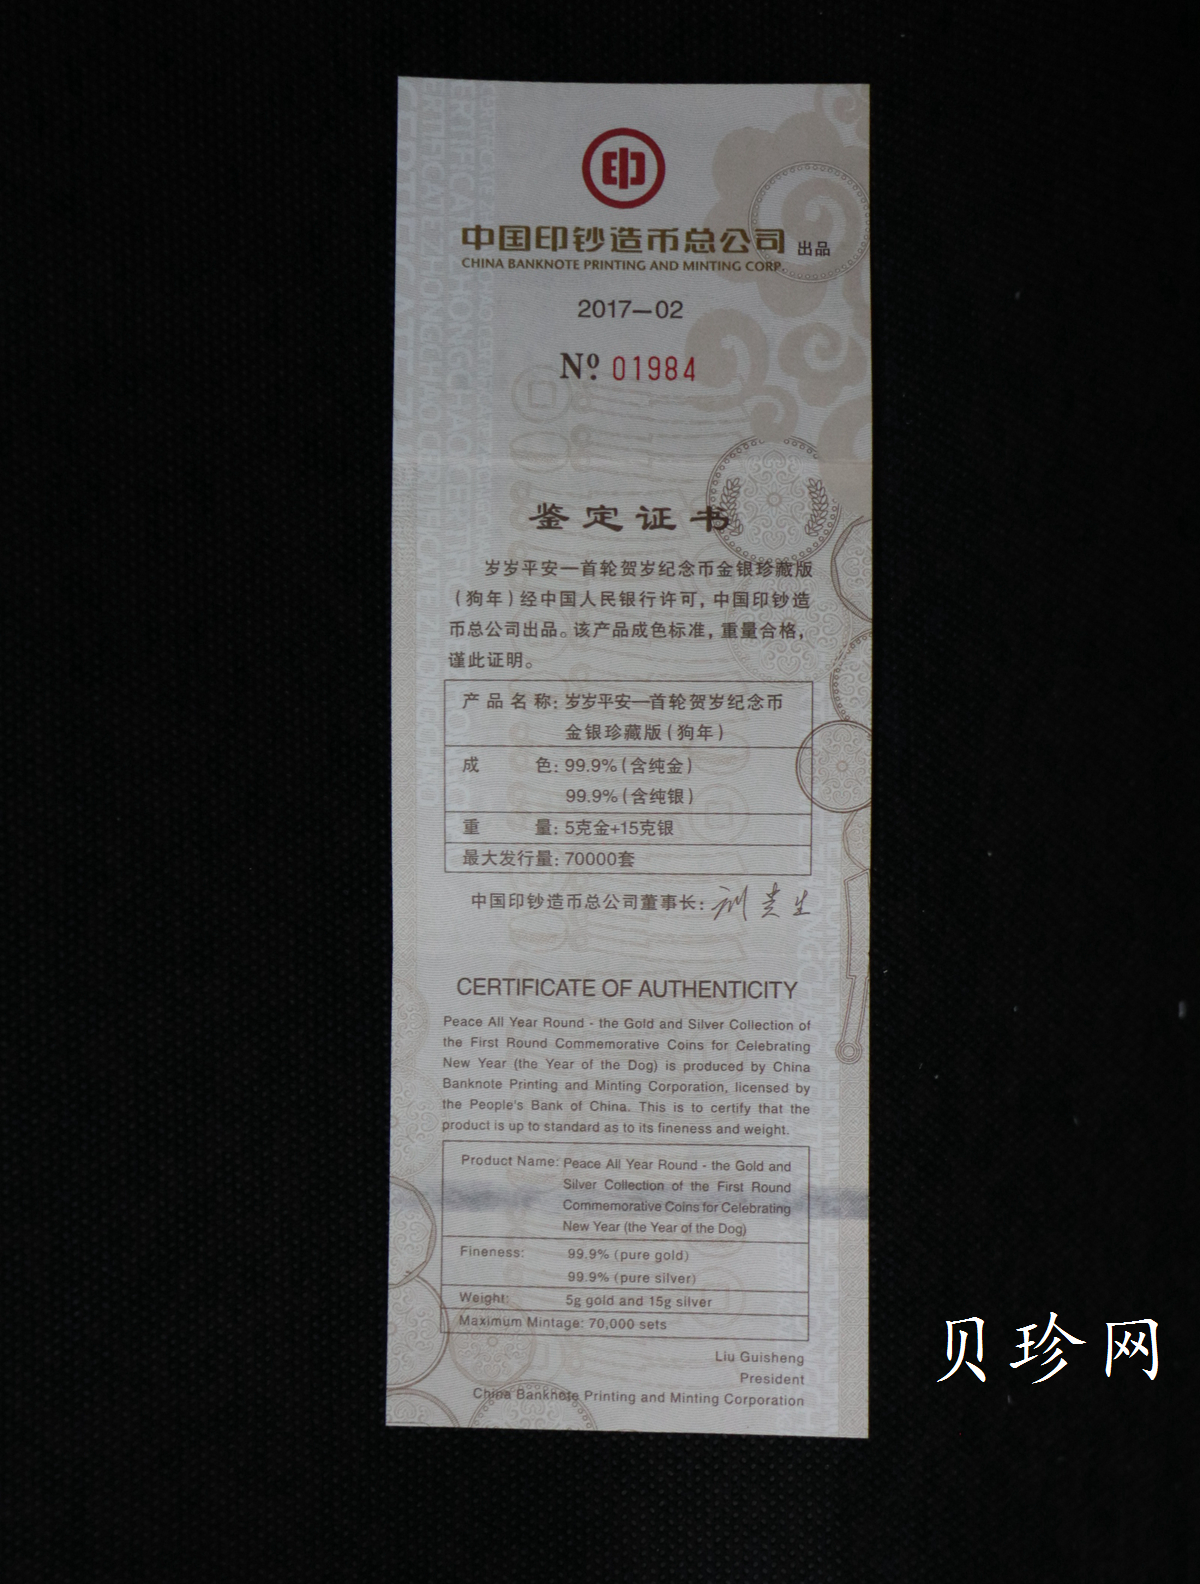 印
中国印钞造币总公司 出品
CHINA BANKNOTE PRINTING AND MINTING CORP.
2017—02
Nº 01984
鉴定证书
岁岁平安—首轮贺岁纪念币金银珍藏版
(狗年)经中国人民银行许可,中国印钞造
币总公司出品。该产品成色标准,重量合格,
谨此证明。
产品名称: 岁岁平安—首轮贺岁纪念币
金银珍藏版(狗年)
成色: 99.9%(含纯金)
99.9%(含纯银)
重量: 5克金+15克银
最大发行量: 70000套
中国印钞造币总公司董事长: 刘贵生
CERTIFICATE OF AUTHENTICITY
Peace All Year Round - the Gold and Silver Collection of
the First Round Commemorative Coins for Celebrating
New Year (the Year of the Dog) is produced by China
Banknote Printing and Minting Corporation, licensed by
the People's Bank of China. This is to certify that the
product is up to standard as to its fineness and weight.
Product Name: Peace All Year Round - the Gold and
Silver Collection of the First Round
Commemorative Coins for Celebrating
New Year (the Year of the Dog)
Fineness: 99.9% (pure gold)
99.9% (pure silver)
Weight: 5g gold and 15g silver
Maximum Mintage: 70,000 sets
Liu Guisheng
President
China Banknote Printing and Minting Corporation
贝珍网